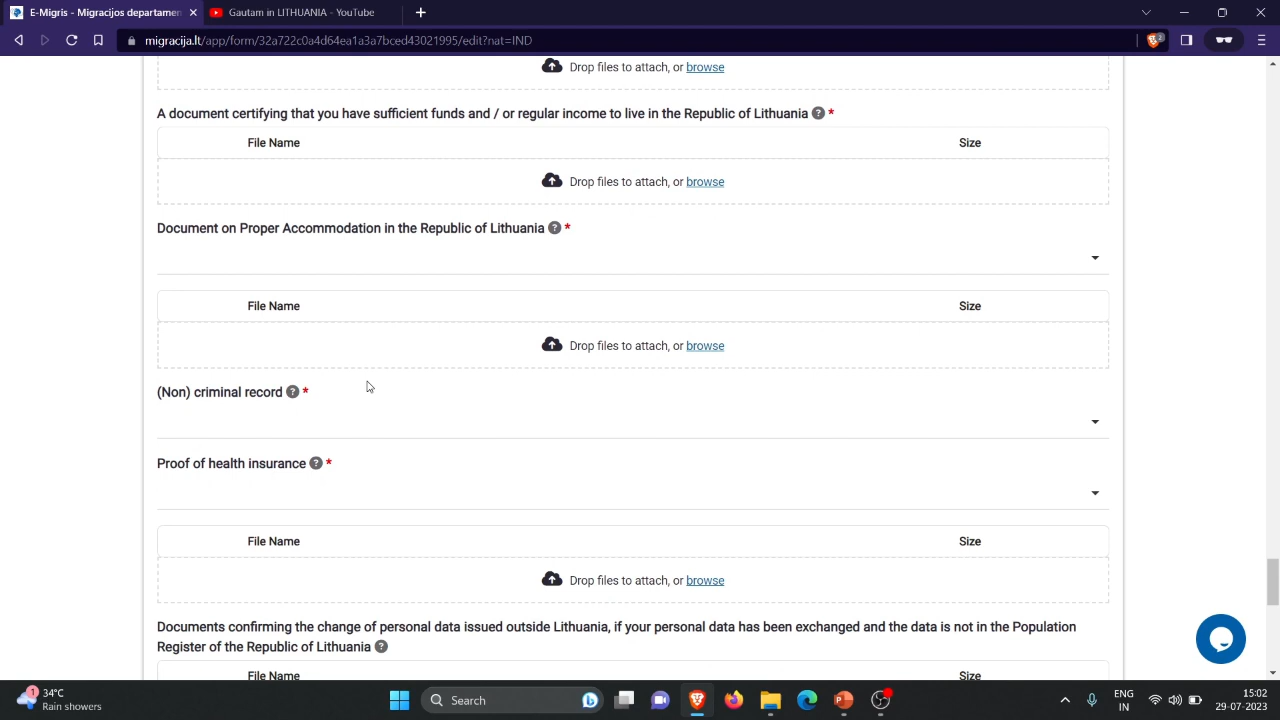 E-Migris - Migracijos departamen
Gautam in LITHUANIA - YouTube
migracija.lt/app/form/32a722c0a4d64ea1a3a7bced43021995/edit?nat=IND
2
Drop files to attach, or browse
A document certifying that you have sufficient funds and / or regular income to live in the Republic of Lithuania ? *
File Name Size
Drop files to attach, or browse
Document on Proper Accommodation in the Republic of Lithuania ? *
File Name Size
Drop files to attach, or browse
(Non) criminal record ? *
Proof of health insurance ? *
File Name Size
Drop files to attach, or browse
Documents confirming the change of personal data issued outside Lithuania, if your personal data has been exchanged and the data is not in the Population
Register of the Republic of Lithuania ?
File Name Size
1
34°C
Rain showers
Search
ENG
IN
15:02
29-07-2023